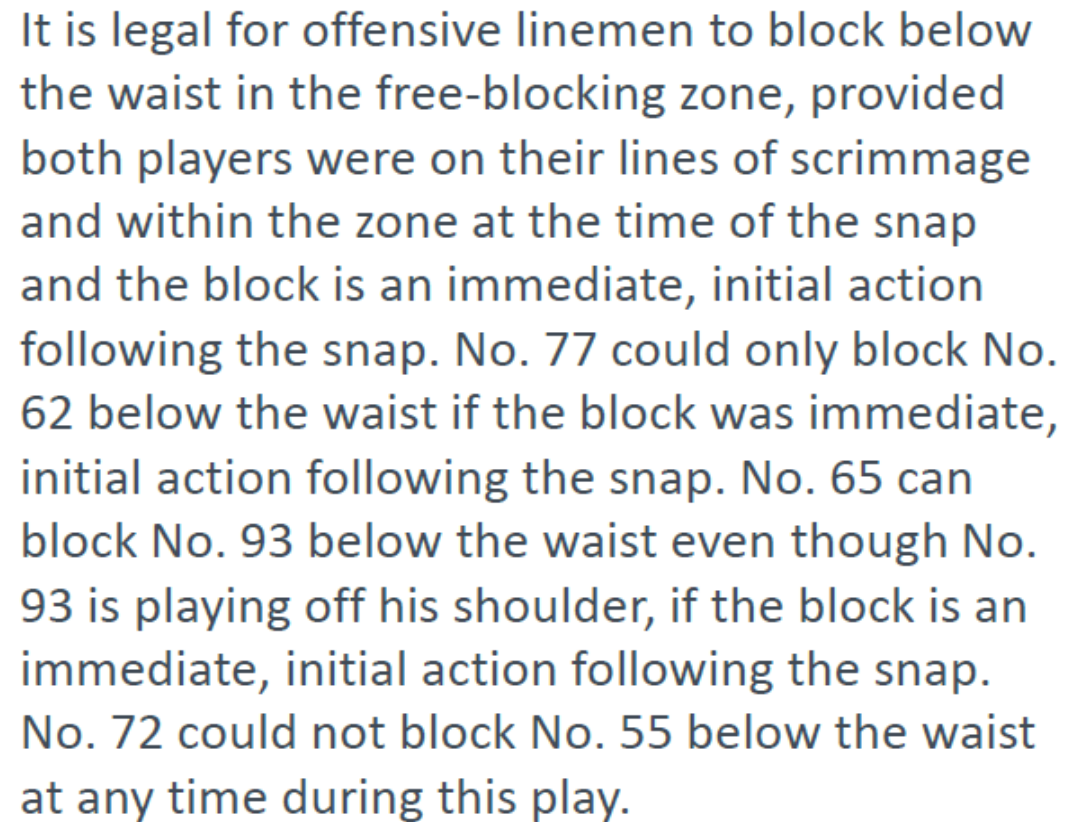 It is legal for offensive linemen to block below
the waist in the free-blocking zone, provided
both players were on their lines of scrimmage
and within the zone at the time of the snap
and the block is an immediate, initial action
following the snap. No. 77 could only block No.
62 below the waist if the block was immediate,
initial action following the snap. No. 65 can
block No. 93 below the waist even though No.
93 is playing off his shoulder, if the block is an
immediate, initial action following the snap.
No. 72 could not block No. 55 below the waist
at any time during this play.